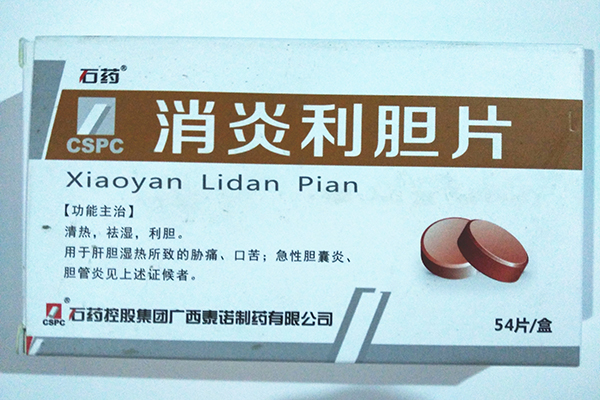 石药®
CSPC
消炎利胆片
Xiaoyan Lidan Pian
【功能主治】
清热，祛湿，利胆。
用于肝胆湿热所致的胁痛、口苦；急性胆囊炎、
胆管炎见上述证候者。
CSPC® 石药控股集团广西泰诺制药有限公司
54片/盒